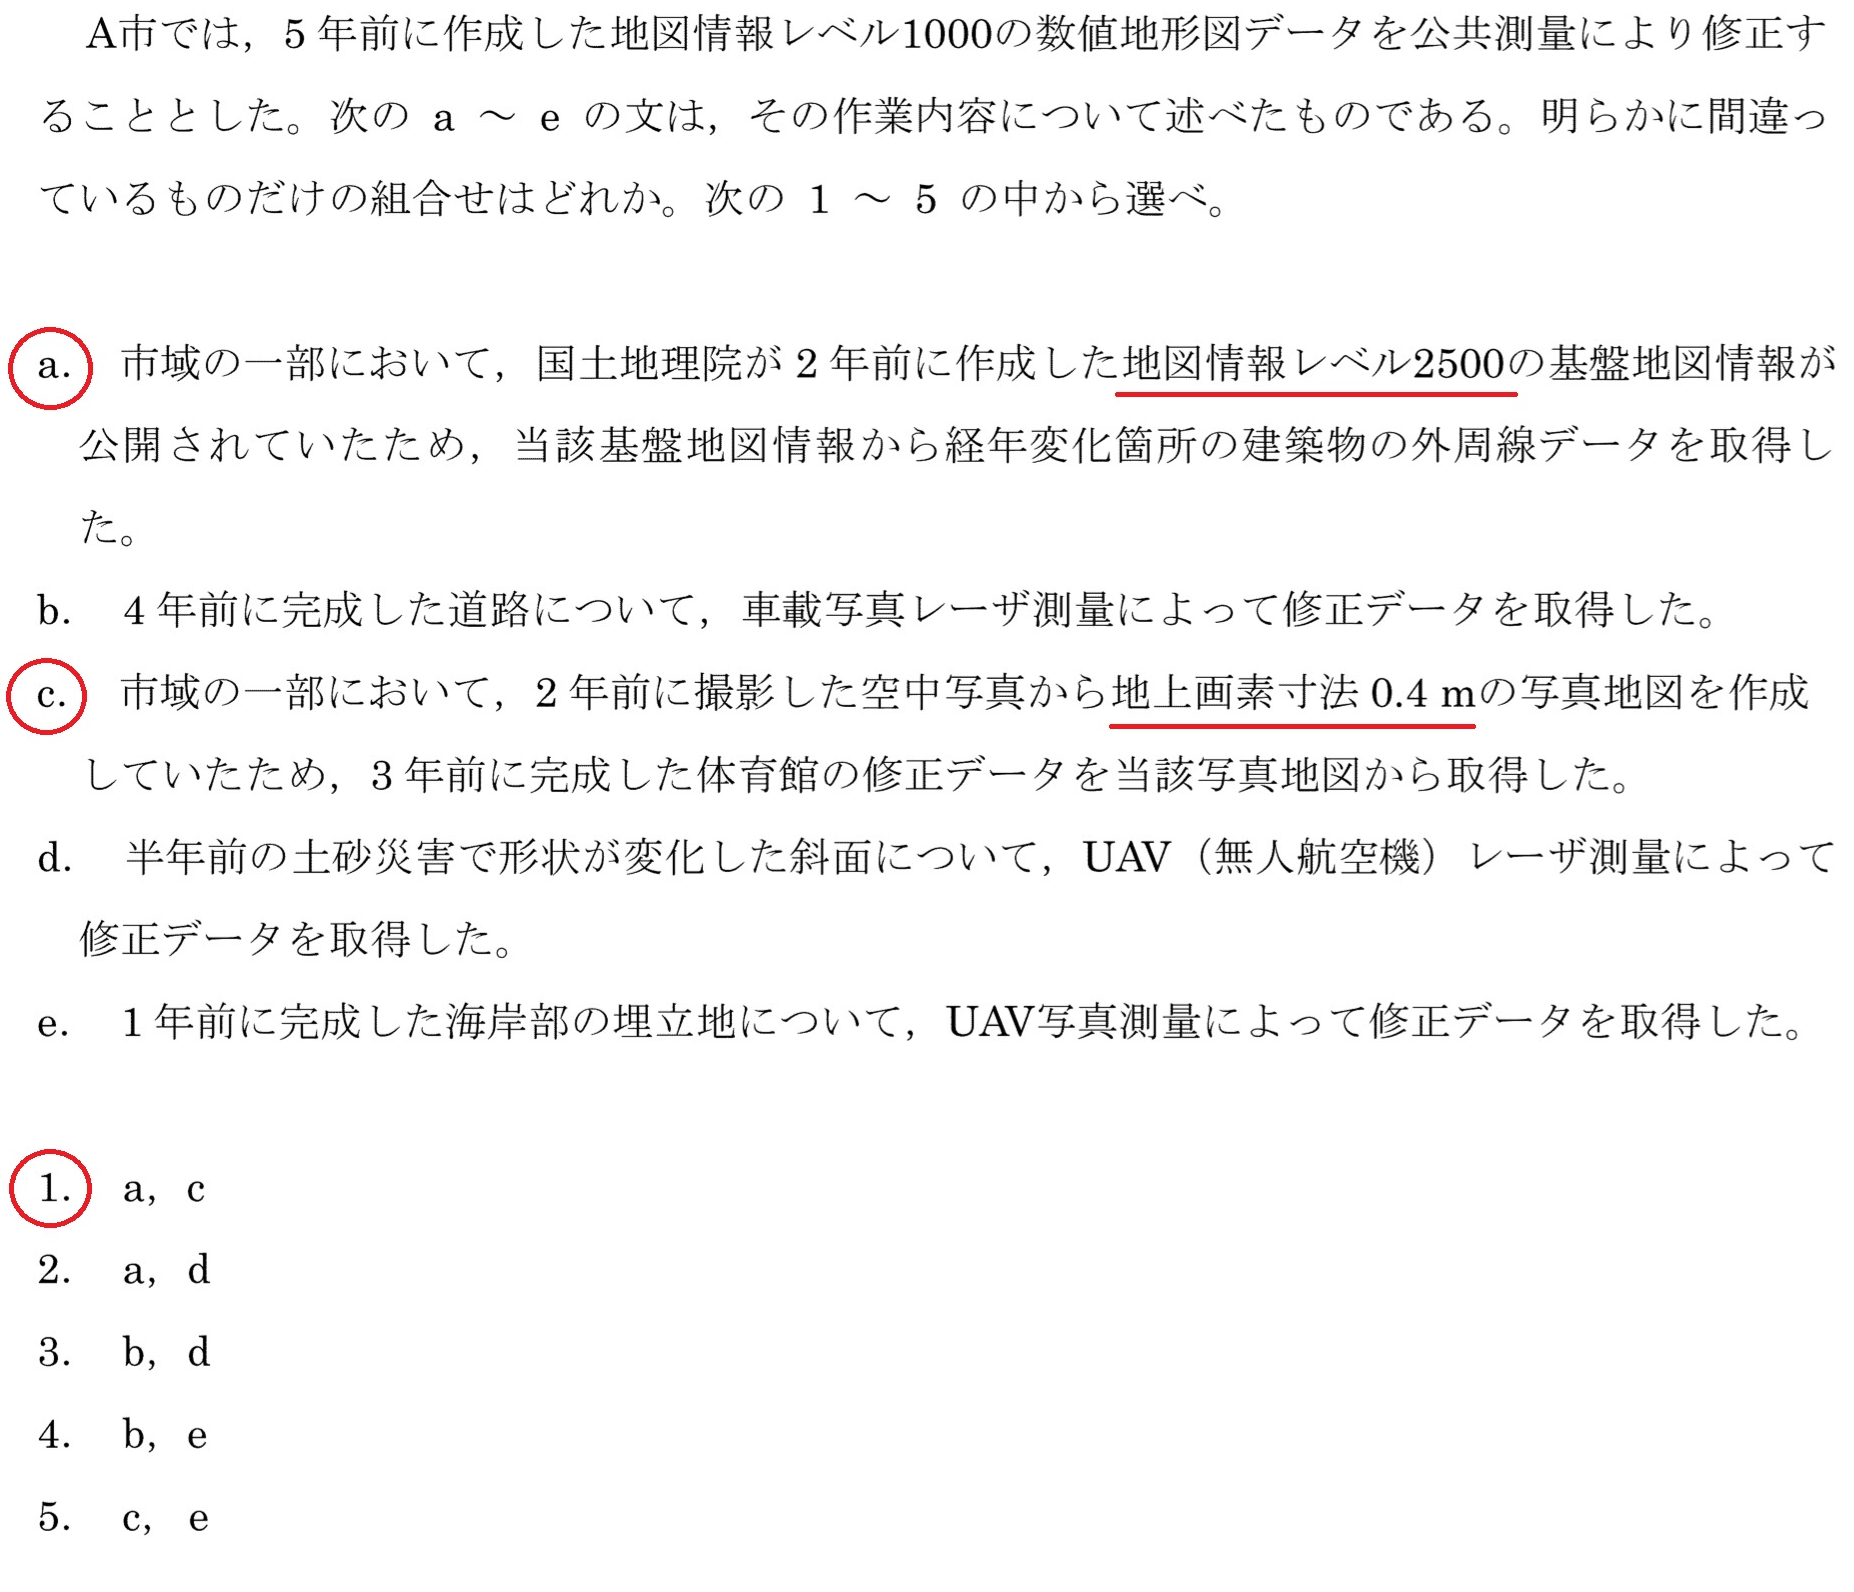 A市では，5年前に作成した地図情報レベル1000の数値地形図データを公共測量により修正す
ることとした。次の a ～ e の文は，その作業内容について述べたものである。明らかに間違っ
ているものだけの組合せはどれか。次の 1 ～ 5 の中から選べ。
a. 市域の一部において，国土地理院が2年前に作成した地図情報レベル2500の基盤地図情報が
公開されていたため，当該基盤地図情報から経年変化箇所の建築物の外周線データを取得し
た。
b. 4年前に完成した道路について，車載写真レーザ測量によって修正データを取得した。
c. 市域の一部において，2年前に撮影した空中写真から地上画素寸法 0.4 mの写真地図を作成
していたため，3年前に完成した体育館の修正データを当該写真地図から取得した。
d. 半年前の土砂災害で形状が変化した斜面について，UAV（無人航空機）レーザ測量によって
修正データを取得した。
e. 1年前に完成した海岸部の埋立地について，UAV写真測量によって修正データを取得した。
1. a，c
2. a，d
3. b，d
4. b，e
5. c，e